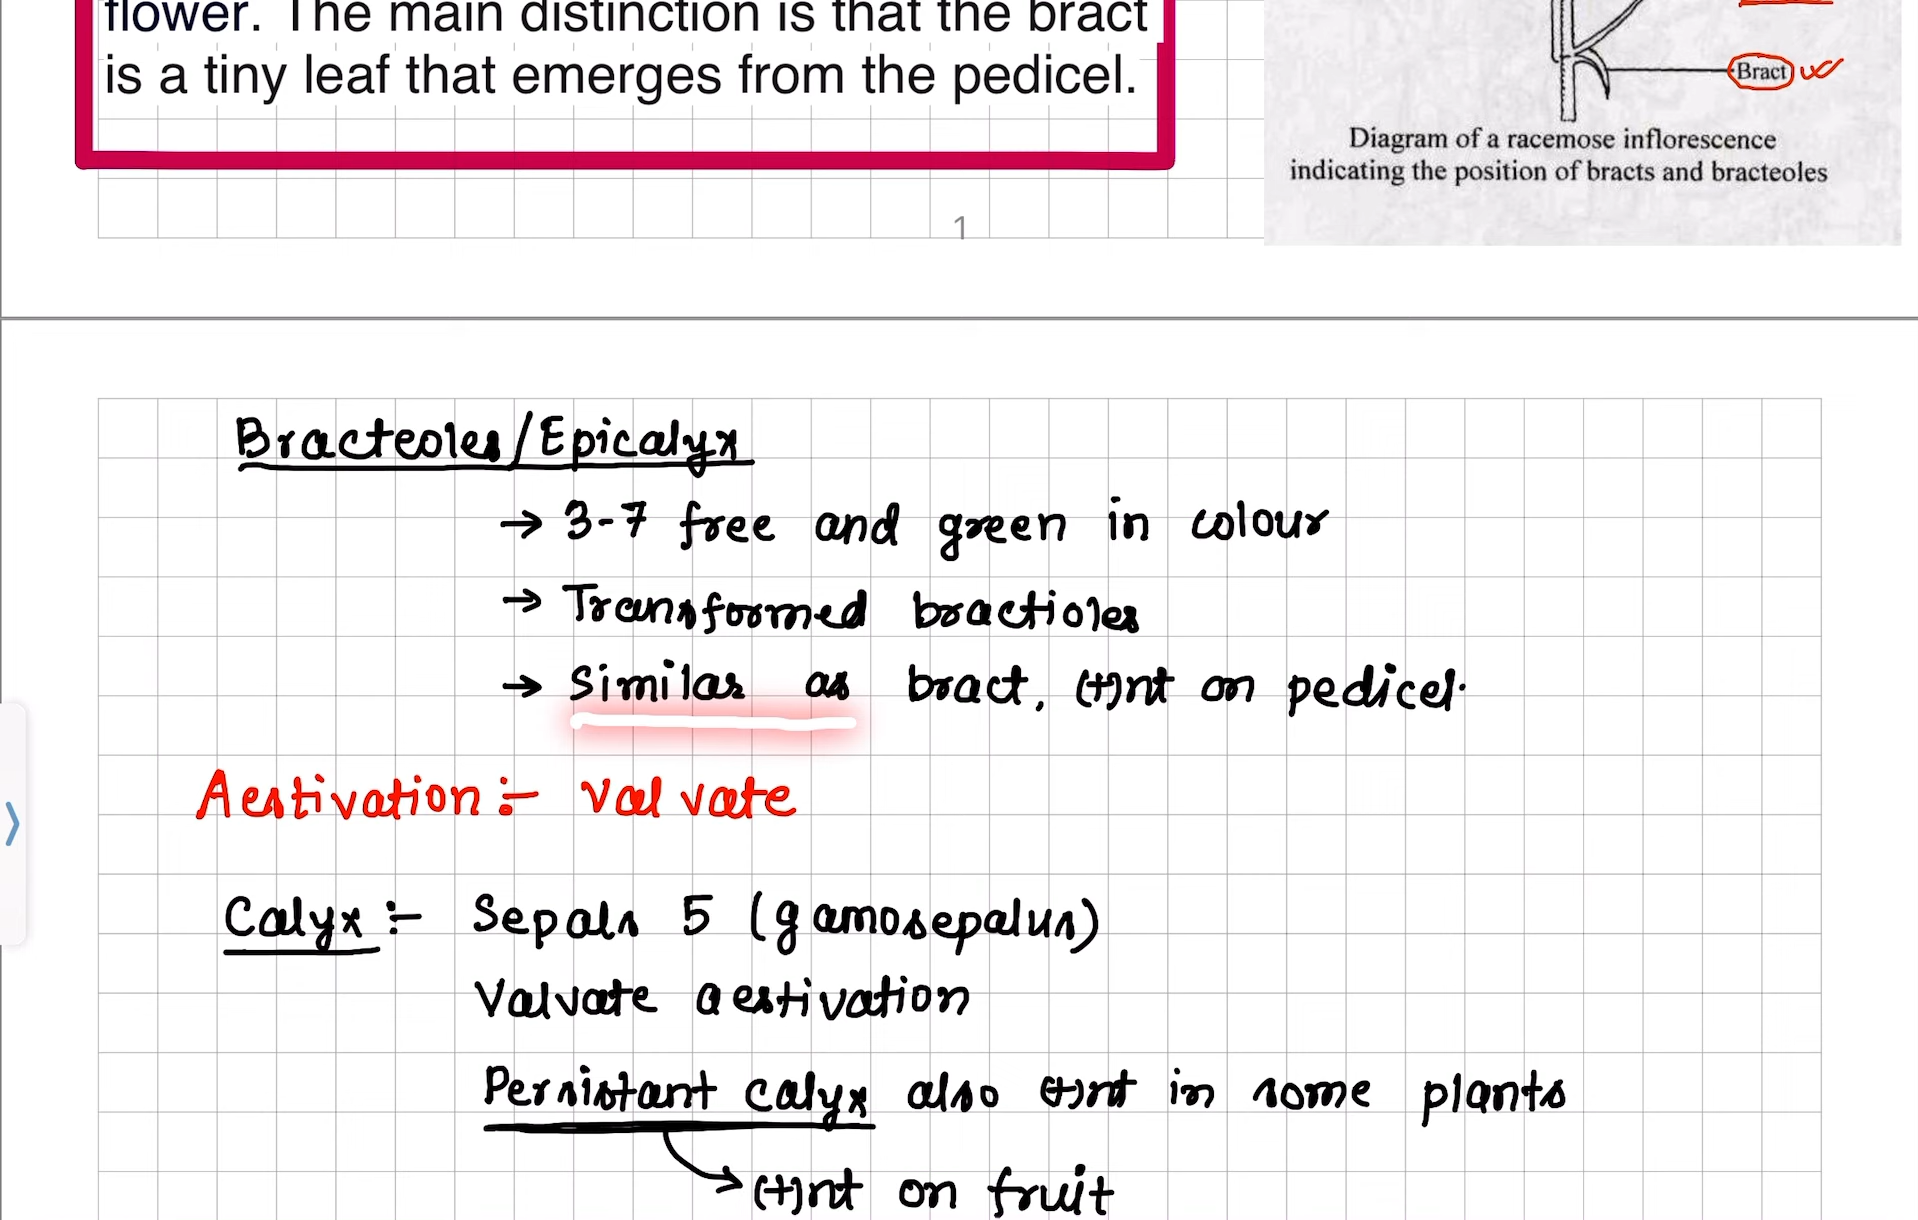 flower. The main distinction is that the bract
is a tiny leaf that emerges from the pedicel.
Bract
Diagram of a racemose inflorescence
indicating the position of bracts and bracteoles
1
Bracteoles/Epicalyx
→ 3-7 free and green in colour
→ Transformed bractioles
→ Similar as bract, (+)nt on pedicel.
Aestivation :- valvate
Calyx :- Sepals 5 (gamosepalus)
Valvate aestivation
Persistant calyx also (+)nt in some plants
→ (+)nt on fruit